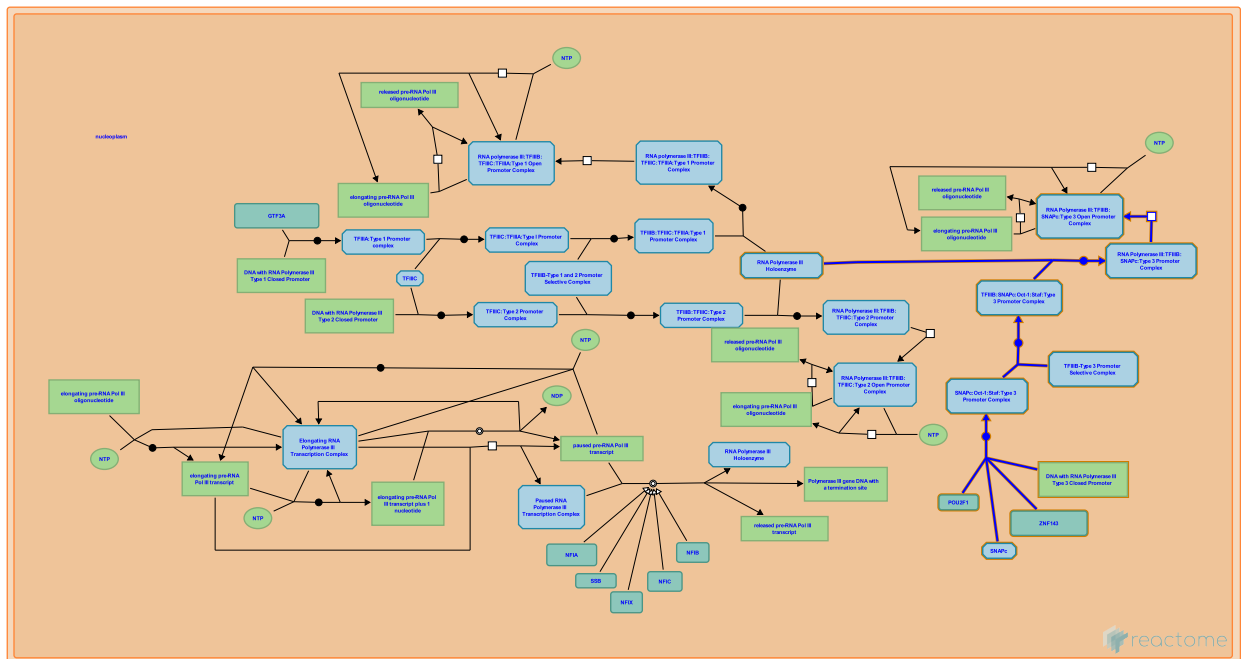 NTP
released pre-RNA Pol III
oligonucleotide
nucleoplasm
RNA polymerase III:TFIIIB:
TFIIIC:TFIIIA:Type 1 Open
Promoter Complex
RNA polymerase III:TFIIIB:
TFIIIC:TFIIIA:Type 1 Promoter
Complex
NTP
elongating pre-RNA Pol III
oligonucleotide
released pre-RNA Pol III
oligonucleotide
RNA Polymerase III:TFIIIB:
SNAPc:Type 3 Open Promoter
Complex
elongating pre-RNA Pol III
oligonucleotide
GTF3A
TFIIIA:Type 1 Promoter
complex
TFIIIC:TFIIIA:Type I Promoter
Complex
TFIIIB:TFIIIC:TFIIIA:Type 1
Promoter Complex
RNA Polymerase III
Holoenzyme
RNA Polymerase III:TFIIIB:
SNAPc:Type 3 Promoter
Complex
DNA with RNA Polymerase III
Type 1 Closed Promoter
TFIIIC
TFIIIB-Type 1 and 2 Promoter
Selective Complex
TFIIIB:SNAPc:Oct-1:Staf:Type
3 Promoter Complex
DNA with RNA Polymerase III
Type 2 Closed Promoter
TFIIIC:Type 2 Promoter
Complex
TFIIIB:TFIIIC:Type 2
Promoter Complex
RNA Polymerase III:TFIIIB:
TFIIIC:Type 2 Promoter
Complex
NTP
released pre-RNA Pol III
oligonucleotide
TFIIIB-Type 3 Promoter
Selective Complex
RNA Polymerase III:TFIIIB:
TFIIIC:Type 2 Open Promoter
Complex
elongating pre-RNA Pol III
oligonucleotide
NDP
SNAPc:Oct-1:Staf:Type 3
Promoter Complex
elongating pre-RNA Pol III
oligonucleotide
NTP
Elongating RNA
Polymerase III
Transcription Complex
paused pre-RNA Pol III
transcript
RNA Polymerase III
Holoenzyme
NTP
elongating pre-RNA
Pol III transcript
Polymerase III gene DNA with
a termination site
DNA with RNA Polymerase III
Type 3 Closed Promoter
elongating pre-RNA Pol
III transcript plus 1
nucleotide
Paused RNA
Polymerase III
Transcription Complex
POU2F1
NTP
released pre-RNA Pol III
transcript
ZNF143
NFIA
NFIB
SNAPc
SSB
NFIC
NFIX
reactome